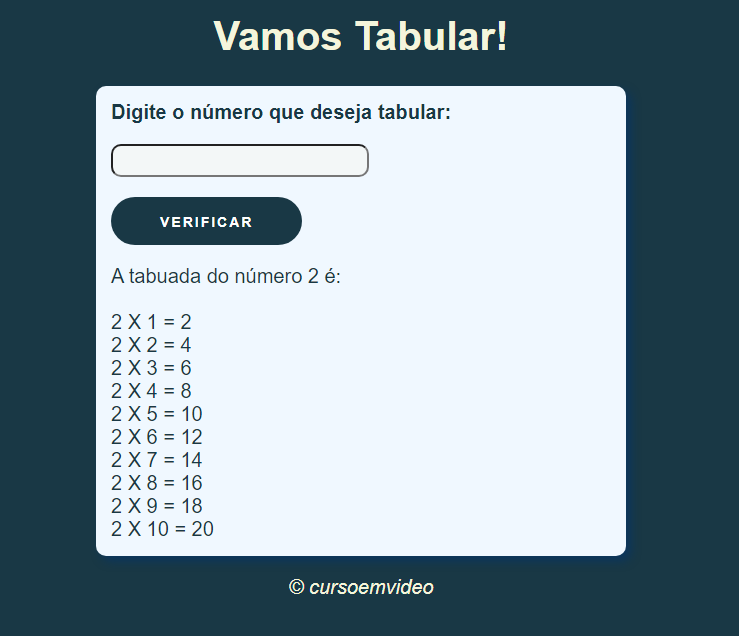 Vamos Tabular!
Digite o número que deseja tabular:
VERIFICAR
A tabuada do número 2 é:
2 X 1 = 2
2 X 2 = 4
2 X 3 = 6
2 X 4 = 8
2 X 5 = 10
2 X 6 = 12
2 X 7 = 14
2 X 8 = 16
2 X 9 = 18
2 X 10 = 20
© cursoemvideo